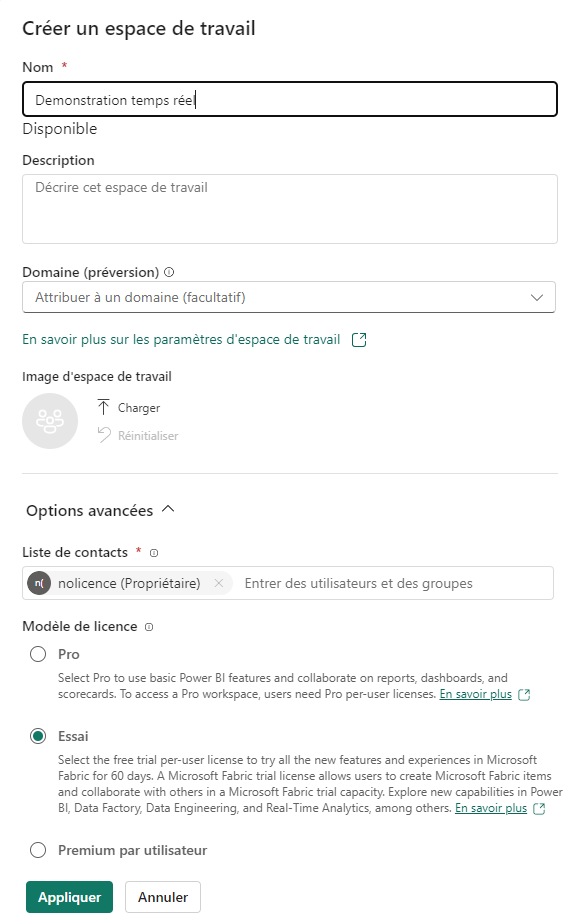 Créer un espace de travail
Nom *
Demonstration temps réel
Disponible
Description
Décrire cet espace de travail
Domaine (préversion)
Attribuer à un domaine (facultatif)
En savoir plus sur les paramètres d'espace de travail
Image d'espace de travail
Charger
Réinitialiser
Options avancées
Liste de contacts *
n( nolicence (Propriétaire) Entrer des utilisateurs et des groupes
Modèle de licence
Pro
Select Pro to use basic Power BI features and collaborate on reports, dashboards, and
scorecards. To access a Pro workspace, users need Pro per-user licenses. En savoir plus
Essai
Select the free trial per-user license to try all the new features and experiences in Microsoft
Fabric for 60 days. A Microsoft Fabric trial license allows users to create Microsoft Fabric items
and collaborate with others in a Microsoft Fabric trial capacity. Explore new capabilities in Power
BI, Data Factory, Data Engineering, and Real-Time Analytics, among others. En savoir plus
Premium par utilisateur
Appliquer Annuler